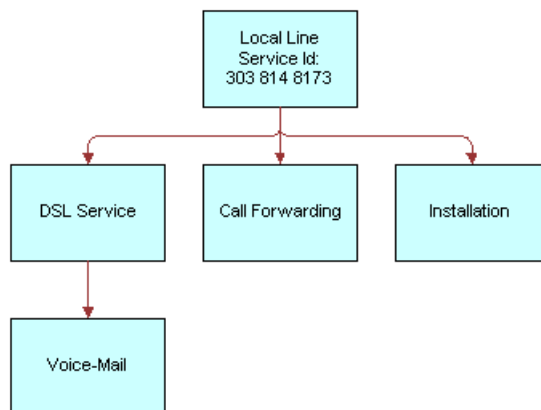 Local Line
Service Id:
303 814 8173
DSL Service
Call Forwarding
Installation
Voice-Mail